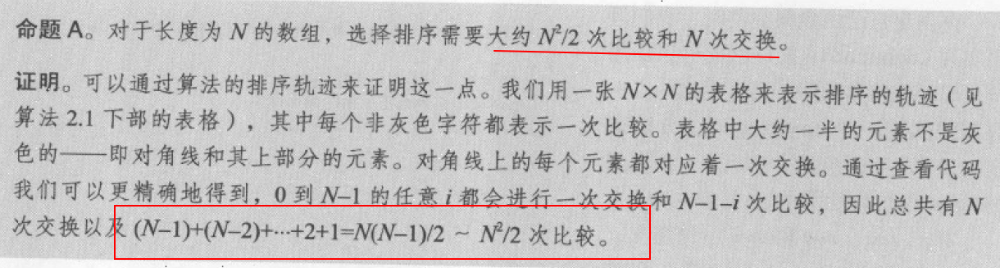 命题 A。对于长度为 N 的数组，选择排序需要大约 N²/2 次比较和 N 次交换。
证明。可以通过算法的排序轨迹来证明这一点。我们用一张 N×N 的表格来表示排序的轨迹（见
算法 2.1 下部的表格），其中每个非灰色字符都表示一次比较。表格中大约一半的元素不是灰
色的——即对角线和其上部分的元素。对角线上的每个元素都对应着一次交换。通过查看代码
我们可以更精确地得到，0 到 N–1 的任意 i 都会进行一次交换和 N–1–i 次比较，因此总共有 N
次交换以及 (N–1)+(N–2)+···+2+1=N(N–1)/2 ~ N²/2 次比较。